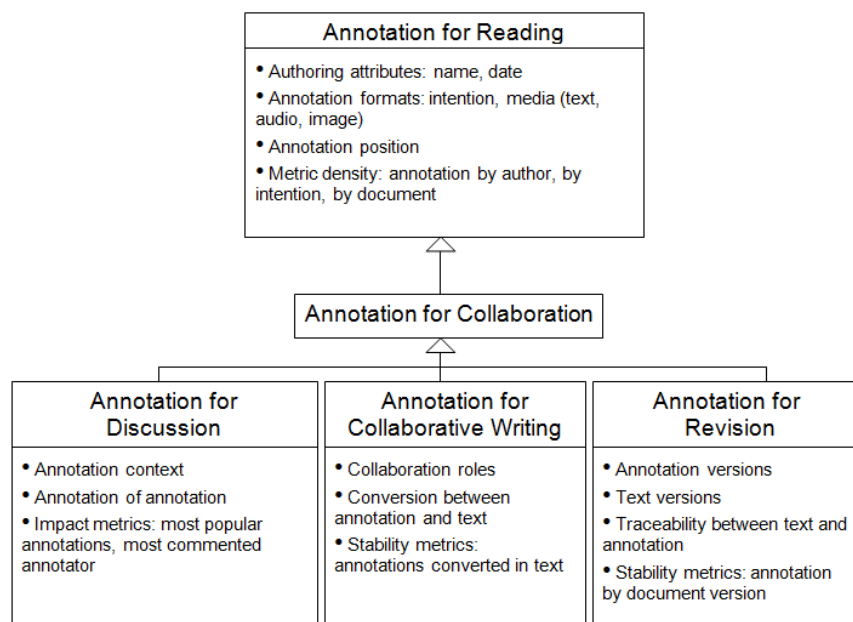 Annotation for Reading
• Authoring attributes: name, date
• Annotation formats: intention, media (text,
audio, image)
• Annotation position
• Metric density: annotation by author, by
intention, by document
Annotation for Collaboration
Annotation for
Discussion
• Annotation context
• Annotation of annotation
• Impact metrics: most popular
annotations, most commented
annotator
Annotation for
Collaborative Writing
• Collaboration roles
• Conversion between
annotation and text
• Stability metrics:
annotations converted in text
Annotation for
Revision
• Annotation versions
• Text versions
• Traceability between text and
annotation
• Stability metrics: annotation
by document version